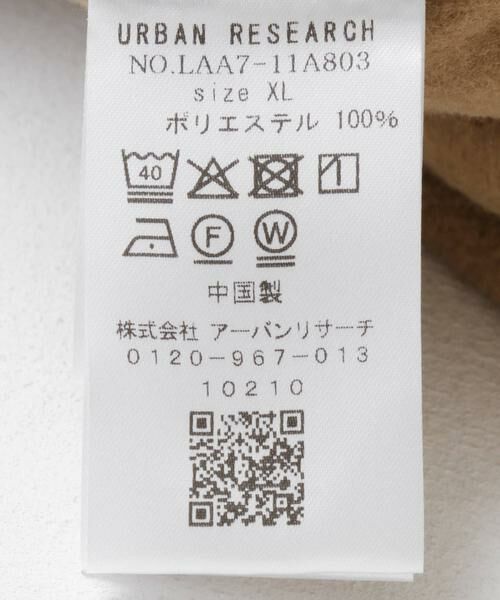 URBAN RESEARCH
NO.LAA7-11A803
size XL
ポリエステル 100%
40
F W
中国製
株式会社 アーバンリサーチ
0120-967-013
10210